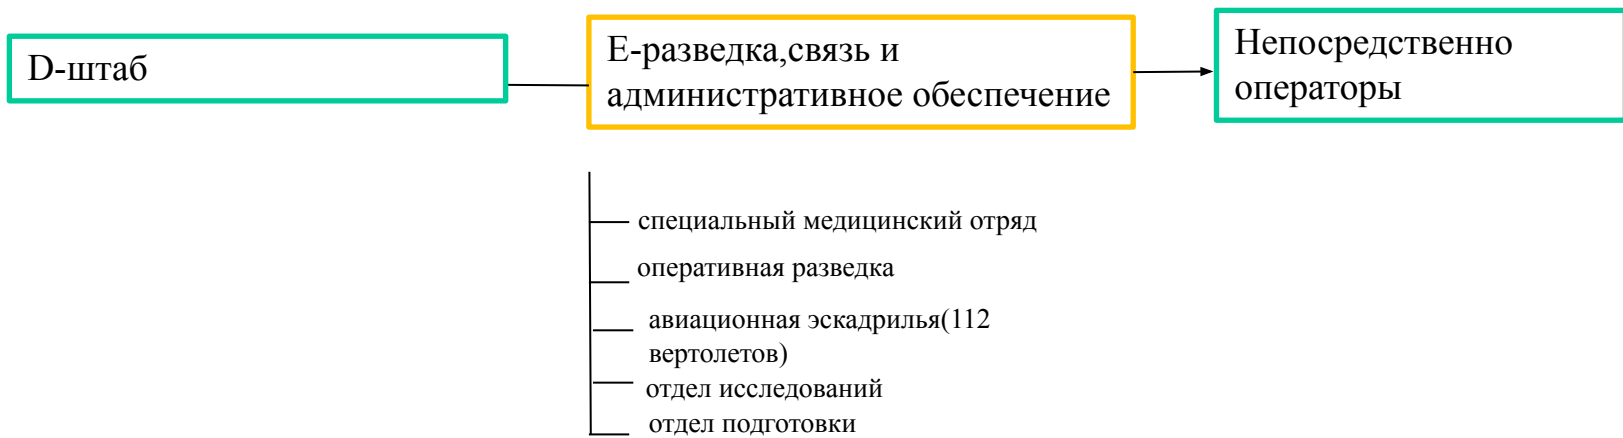 D-штаб
Е-разведка,связь и
административное обеспечение
Непосредственно
операторы
специальный медицинский отряд
оперативная разведка
авиационная эскадрилья(112
вертолетов)
отдел исследований
отдел подготовки